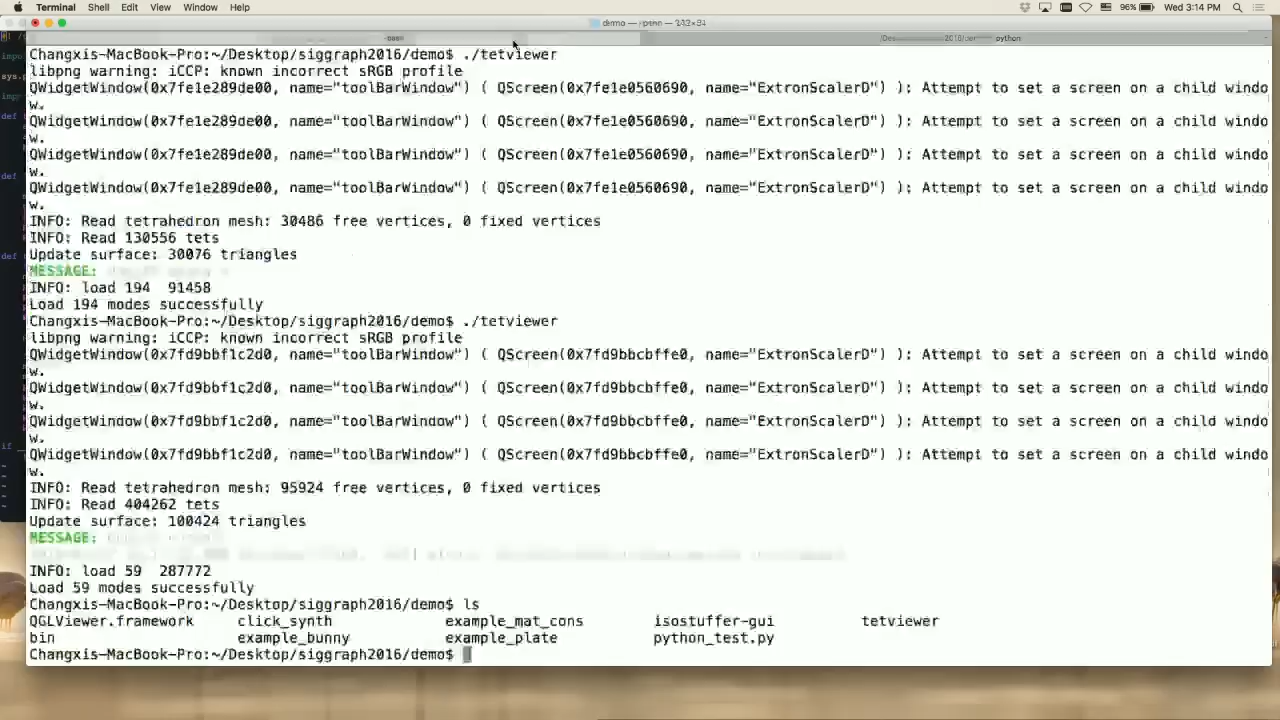 Terminal Shell Edit View Window Help 96% Wed 3:14 PM
python
Changxis-MacBook-Pro:~/Desktop/siggraph2016/demo$ ./tetviewer
libpng warning: iCCP: known incorrect sRGB profile
QWidgetWindow(0x7fe1e289de00, name="toolBarWindow") ( QScreen(0x7fe1e0560690, name="ExtronScalerD") ): Attempt to set a screen on a child windo
w.
QWidgetWindow(0x7fe1e289de00, name="toolBarWindow") ( QScreen(0x7fe1e0560690, name="ExtronScalerD") ): Attempt to set a screen on a child windo
w.
QWidgetWindow(0x7fe1e289de00, name="toolBarWindow") ( QScreen(0x7fe1e0560690, name="ExtronScalerD") ): Attempt to set a screen on a child windo
w.
QWidgetWindow(0x7fe1e289de00, name="toolBarWindow") ( QScreen(0x7fe1e0560690, name="ExtronScalerD") ): Attempt to set a screen on a child windo
w.
INFO: Read tetrahedron mesh: 30486 free vertices, 0 fixed vertices
INFO: Read 130556 tets
Update surface: 30076 triangles
MESSAGE:
INFO: load 194  91458
Load 194 modes successfully
Changxis-MacBook-Pro:~/Desktop/siggraph2016/demo$ ./tetviewer
libpng warning: iCCP: known incorrect sRGB profile
QWidgetWindow(0x7fd9bbf1c2d0, name="toolBarWindow") ( QScreen(0x7fd9bbcbffe0, name="ExtronScalerD") ): Attempt to set a screen on a child windo
w.
QWidgetWindow(0x7fd9bbf1c2d0, name="toolBarWindow") ( QScreen(0x7fd9bbcbffe0, name="ExtronScalerD") ): Attempt to set a screen on a child windo
w.
QWidgetWindow(0x7fd9bbf1c2d0, name="toolBarWindow") ( QScreen(0x7fd9bbcbffe0, name="ExtronScalerD") ): Attempt to set a screen on a child windo
w.
QWidgetWindow(0x7fd9bbf1c2d0, name="toolBarWindow") ( QScreen(0x7fd9bbcbffe0, name="ExtronScalerD") ): Attempt to set a screen on a child windo
w.
INFO: Read tetrahedron mesh: 95924 free vertices, 0 fixed vertices
INFO: Read 404262 tets
Update surface: 100424 triangles
MESSAGE:
INFO: load 59  287772
Load 59 modes successfully
Changxis-MacBook-Pro:~/Desktop/siggraph2016/demo$ ls
QGLViewer.framework click_synth example_mat_cons isostuffer-gui tetviewer
bin example_bunny example_plate python_test.py
Changxis-MacBook-Pro:~/Desktop/siggraph2016/demo$